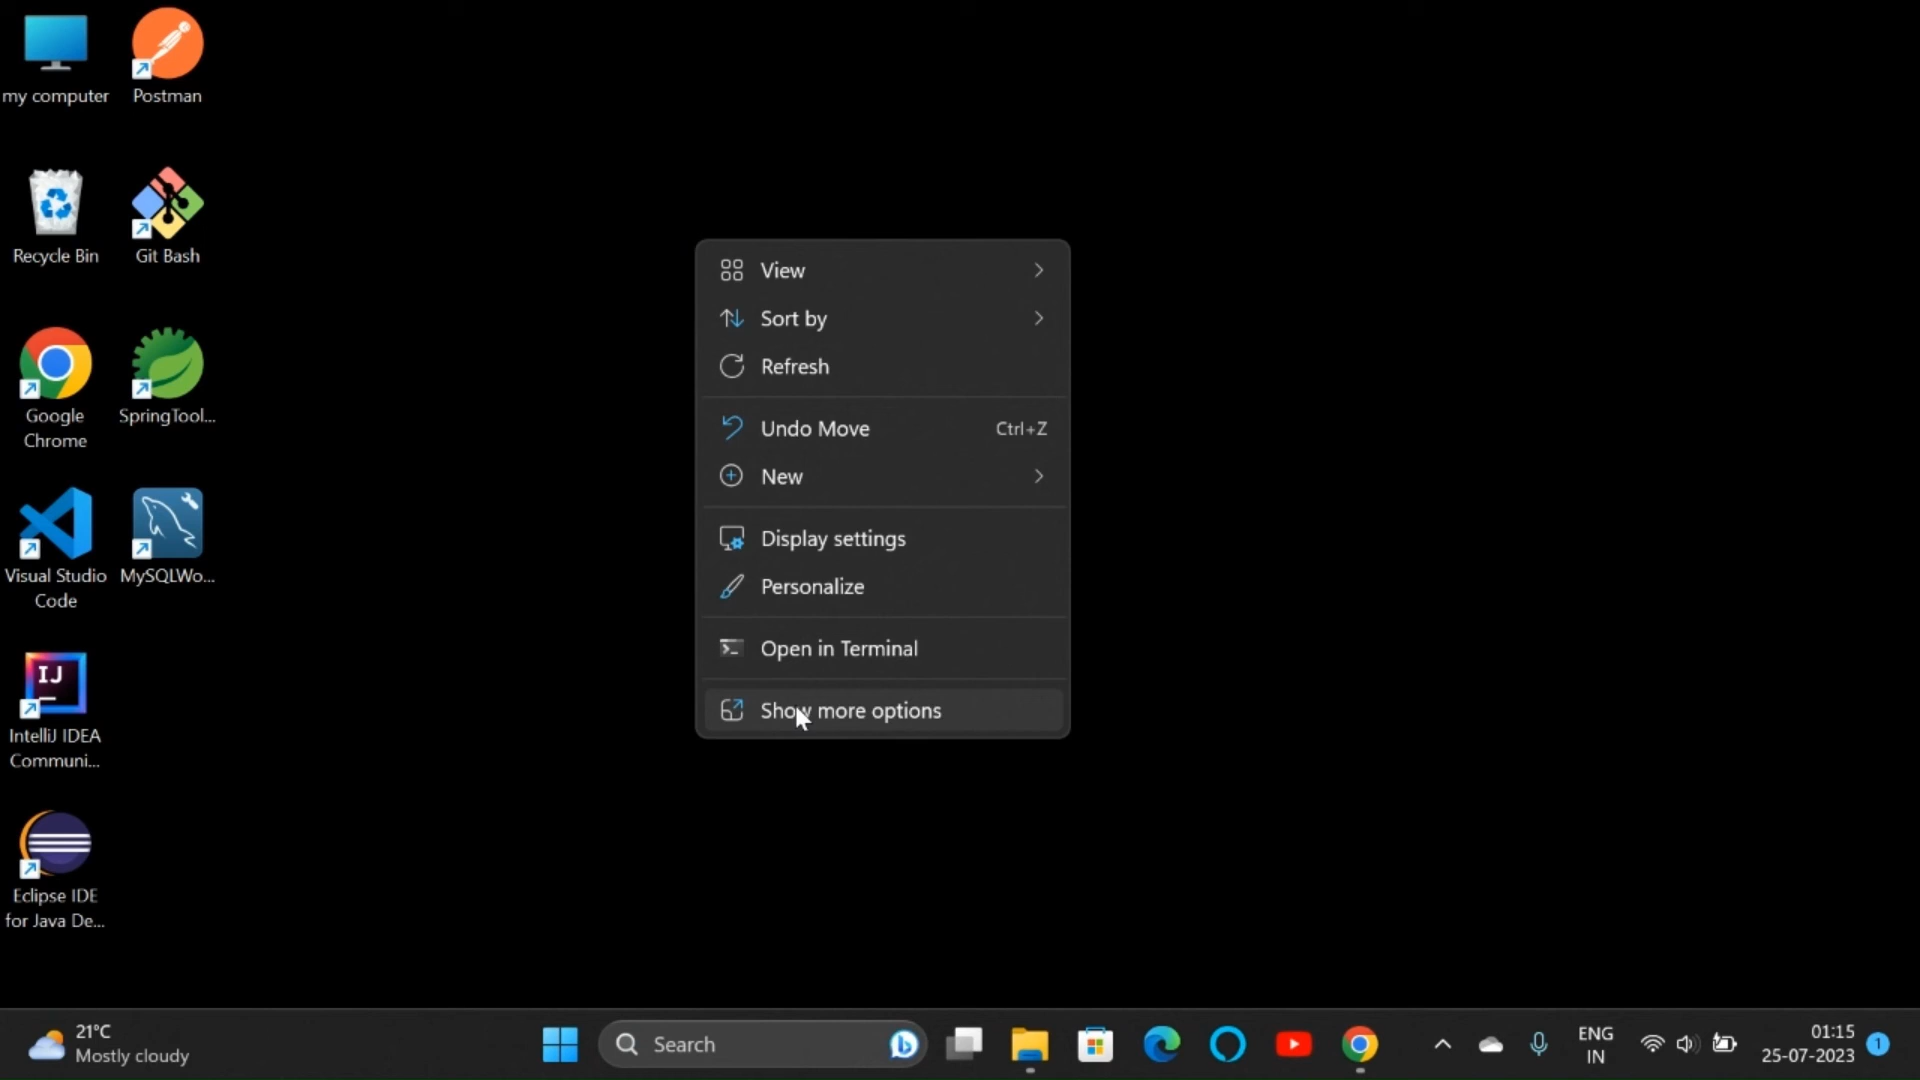 my computer
Postman
Recycle Bin
Git Bash
Google
Chrome
SpringTool...
Visual Studio
Code
MySQLWo...
IJ
IntelliJ IDEA
Communi...
Eclipse IDE
for Java De...
View
Sort by
Refresh
Undo Move Ctrl+Z
New
Display settings
Personalize
Open in Terminal
Show more options
21°C
Mostly cloudy
Search
ENG
IN
01:15
25-07-2023
1